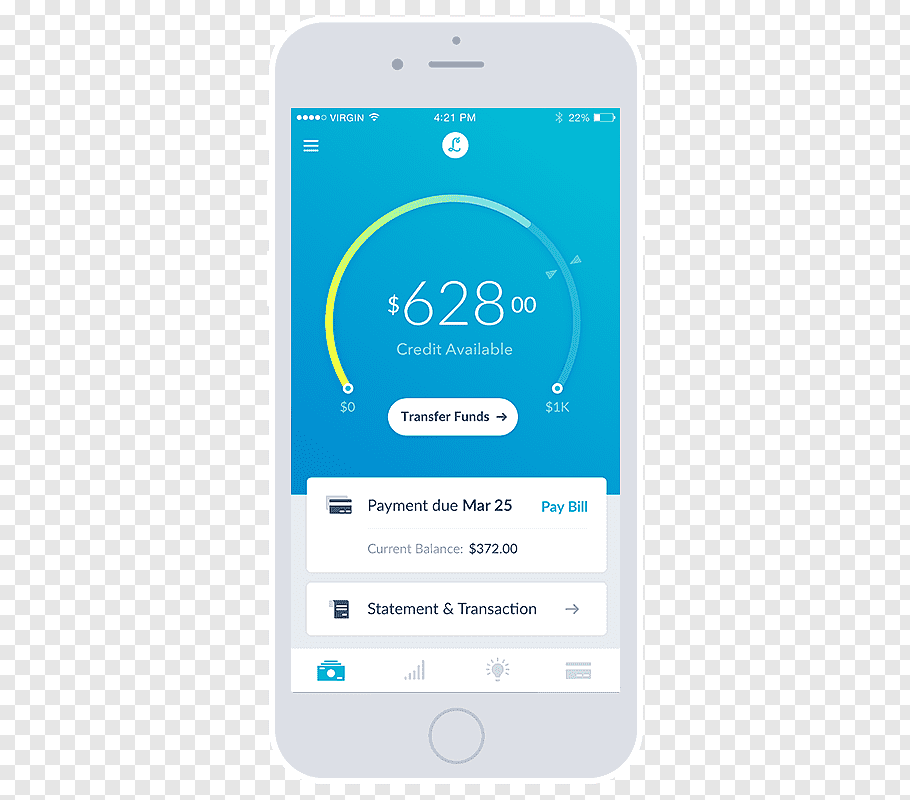 VIRGIN 4:21 PM 22%
L
$628 00
Credit Available
$0 $1K
Transfer Funds →
Payment due Mar 25 Pay Bill
Current Balance: $372.00
Statement & Transaction →